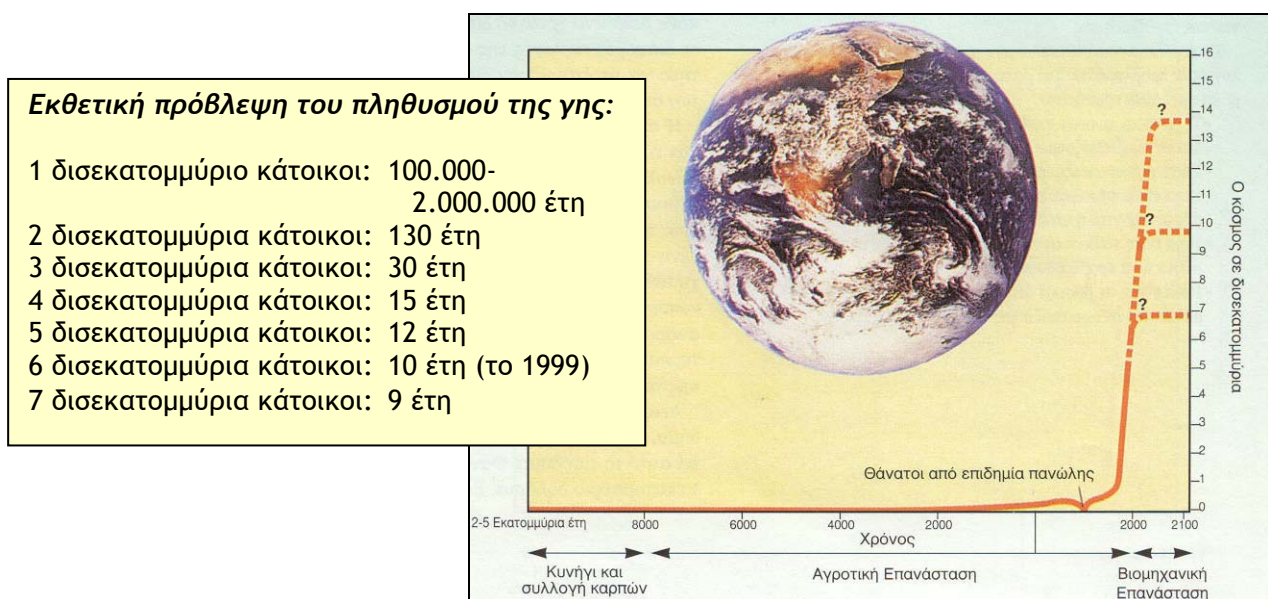 Εκθετική πρόβλεψη του πληθυσμού της γης:
1 δισεκατομμύριο κάτοικοι: 100.000-
2.000.000 έτη
2 δισεκατομμύρια κάτοικοι: 130 έτη
3 δισεκατομμύρια κάτοικοι: 30 έτη
4 δισεκατομμύρια κάτοικοι: 15 έτη
5 δισεκατομμύρια κάτοικοι: 12 έτη
6 δισεκατομμύρια κάτοικοι: 10 έτη (το 1999)
7 δισεκατομμύρια κάτοικοι: 9 έτη
16
15
?
14
13
12
11
?
10
9
8
?
7
6
5
4
3
2
1
0
Ο κόσμος σε δισεκατομμύρια
Θάνατοι από επιδημία πανώλης
2-5 Εκατομμύρια έτη
8000
6000
4000
2000
2000
2100
Χρόνος
Κυνήγι και
συλλογή καρπών
Αγροτική Επανάσταση
Βιομηχανική
Επανάσταση